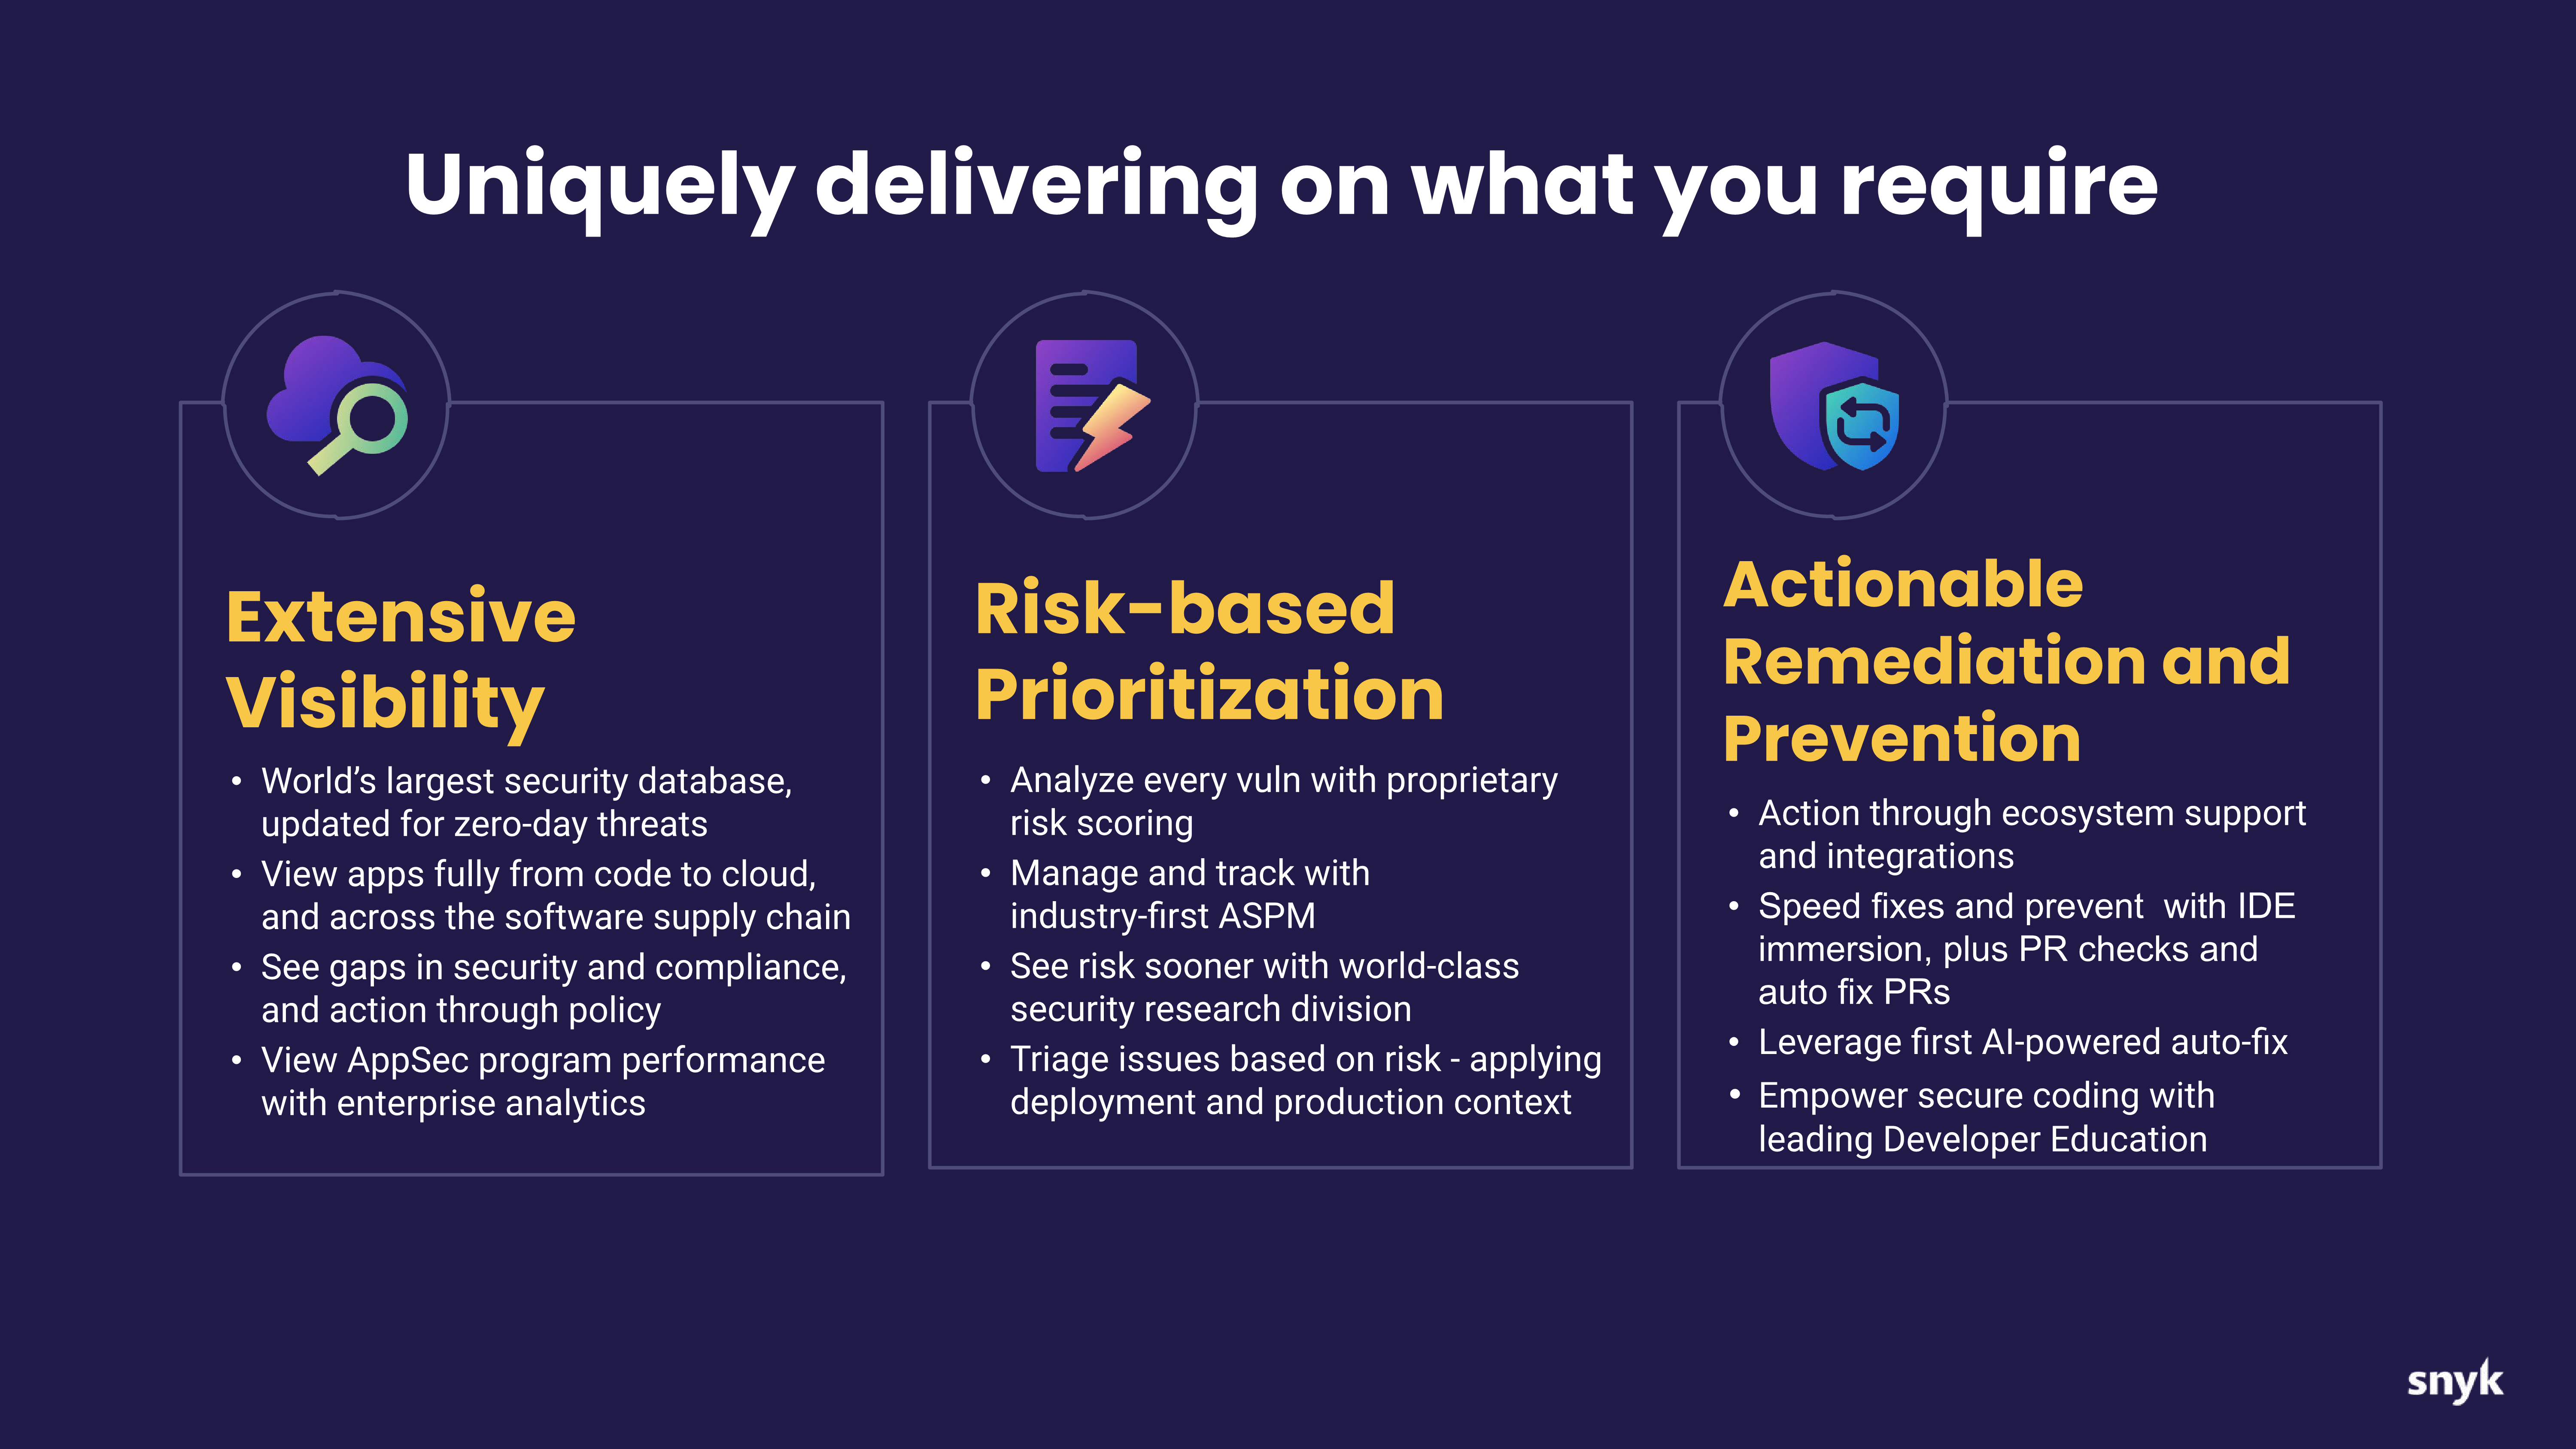 Uniquely delivering on what you require
Extensive
Visibility
• World’s largest security database,
updated for zero-day threats
• View apps fully from code to cloud,
and across the software supply chain
• See gaps in security and compliance,
and action through policy
• View AppSec program performance
with enterprise analytics
Risk-based
Prioritization
• Analyze every vuln with proprietary
risk scoring
• Manage and track with
industry-first ASPM
• See risk sooner with world-class
security research division
• Triage issues based on risk - applying
deployment and production context
Actionable
Remediation and
Prevention
• Action through ecosystem support
and integrations
• Speed fixes and prevent  with IDE
immersion, plus PR checks and
auto fix PRs
• Leverage first AI-powered auto-fix
• Empower secure coding with
leading Developer Education
snyk